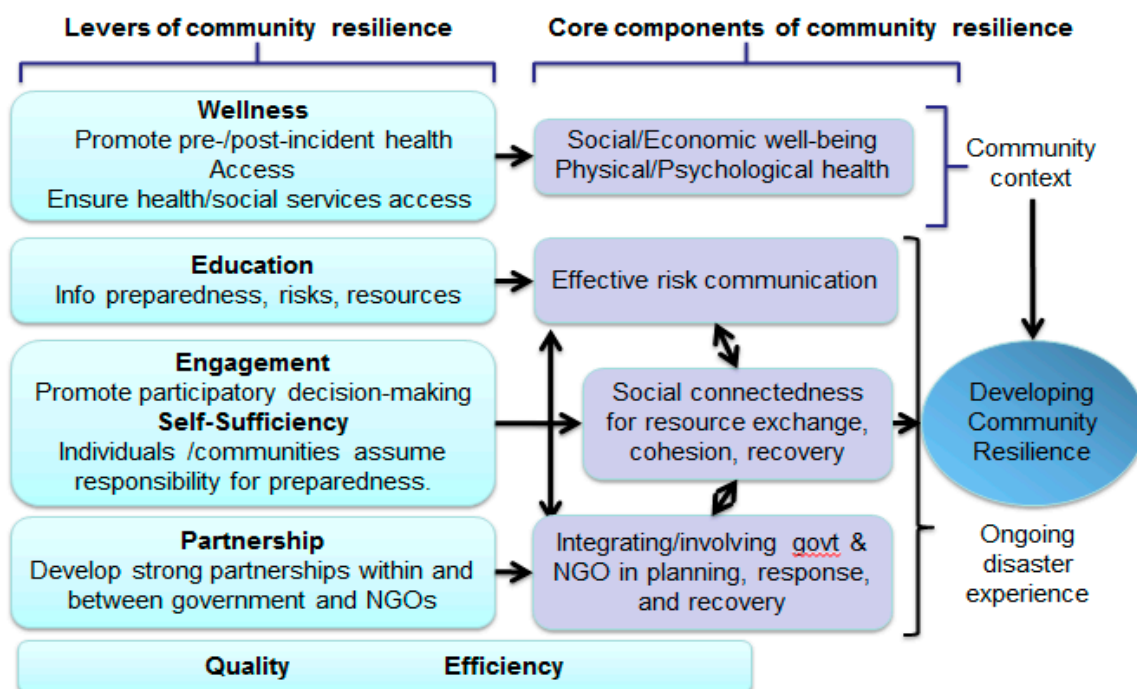 Levers of community resilience
Core components of community resilience
Wellness
Promote pre-/post-incident health
Access
Ensure health/social services access
Social/Economic well-being
Physical/Psychological health
Community
context
Education
Info preparedness, risks, resources
Effective risk communication
Engagement
Promote participatory decision-making
Self-Sufficiency
Individuals /communities assume
responsibility for preparedness.
Social connectedness
for resource exchange,
cohesion, recovery
Developing
Community
Resilience
Partnership
Develop strong partnerships within and
between government and NGOs
Integrating/involving govt &
NGO in planning, response,
and recovery
Ongoing
disaster
experience
Quality Efficiency